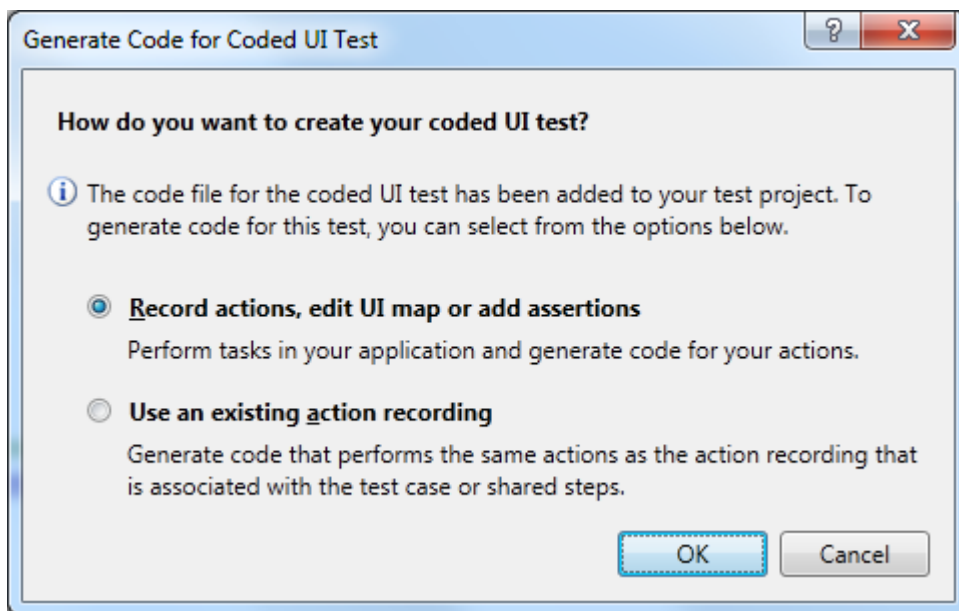 Generate Code for Coded UI Test
How do you want to create your coded UI test?
The code file for the coded UI test has been added to your test project. To
generate code for this test, you can select from the options below.
Record actions, edit UI map or add assertions
Perform tasks in your application and generate code for your actions.
Use an existing action recording
Generate code that performs the same actions as the action recording that
is associated with the test case or shared steps.
OK Cancel